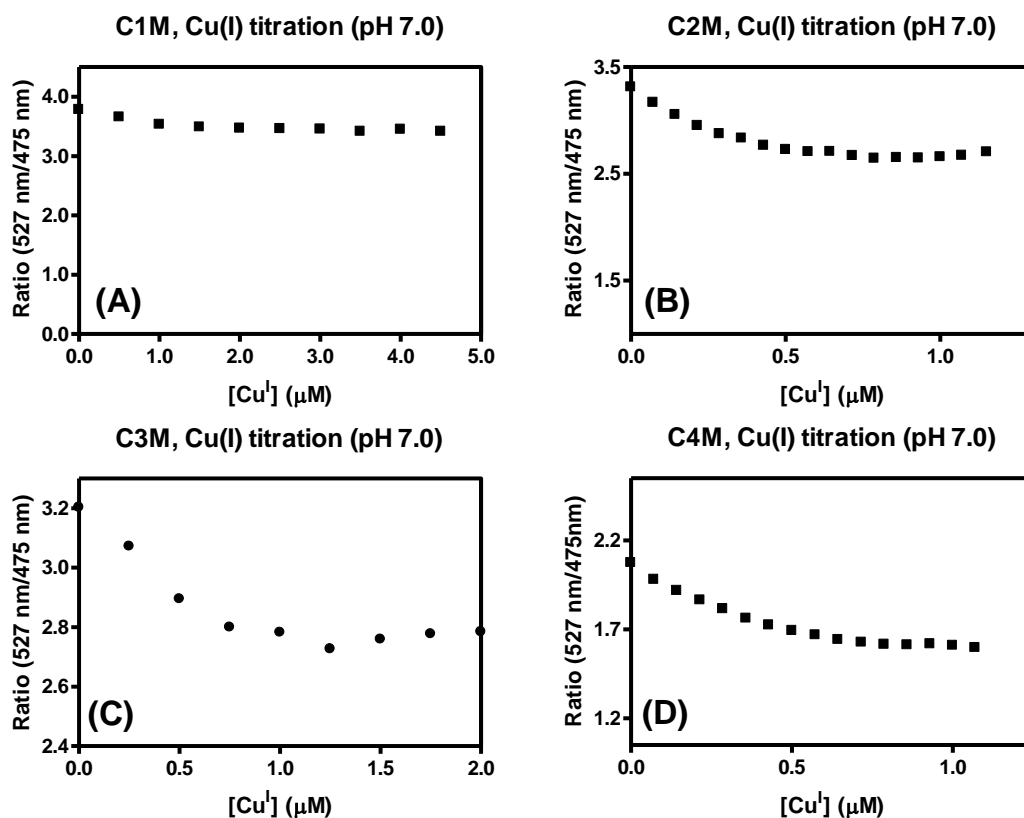 C1M, Cu(I) titration (pH 7.0)
Ratio (527 nm/475 nm)
4.0
3.0
2.0
1.0
0.0
(A)
0.0 1.0 2.0 3.0 4.0 5.0
[Cuᴵ] (μM)
C2M, Cu(I) titration (pH 7.0)
Ratio (527 nm/475 nm)
3.5
2.5
1.5
(B)
0.0 0.5 1.0
[Cuᴵ] (μM)
C3M, Cu(I) titration (pH 7.0)
Ratio (527 nm/475 nm)
3.2
3.0
2.8
2.6
2.4
(C)
0.0 0.5 1.0 1.5 2.0
[Cuᴵ] (μM)
C4M, Cu(I) titration (pH 7.0)
Ratio (527 nm/475nm)
2.2
1.7
1.2
(D)
0.0 0.5 1.0
[Cuᴵ] (μM)